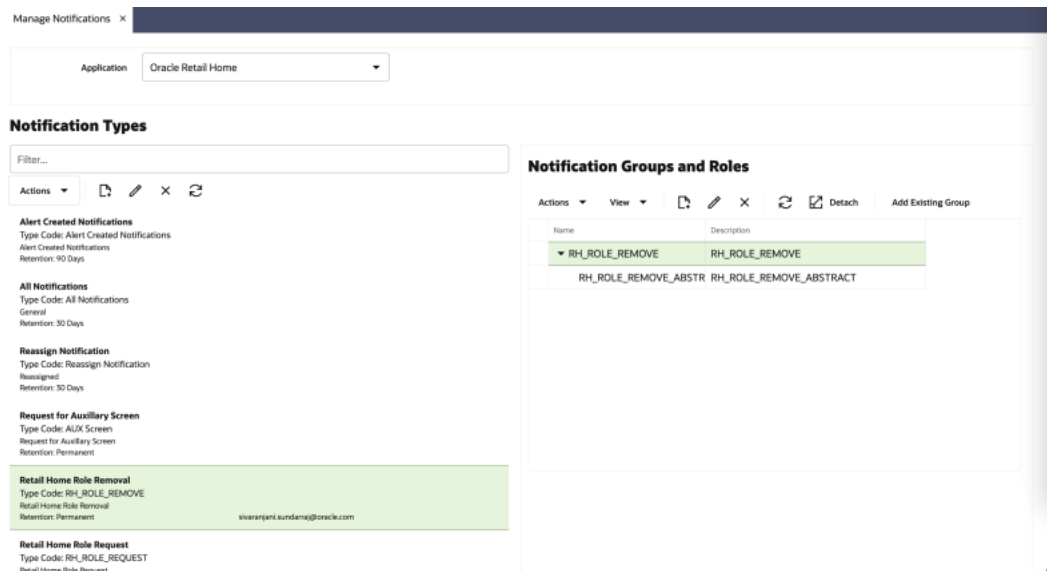 Manage Notifications ×
Application
Oracle Retail Home
Notification Types
Filter...
Actions
Alert Created Notifications
Type Code: Alert Created Notifications
Alert Created Notifications
Retention: 90 Days
All Notifications
Type Code: All Notifications
General
Retention: 30 Days
Reassign Notification
Type Code: Reassign Notification
Reassigned
Retention: 30 Days
Request for Auxillary Screen
Type Code: AUX Screen
Request for Auxillary Screen
Retention: Permanent
Retail Home Role Removal
Type Code: RH_ROLE_REMOVE
Retail Home Role Removal
Retention: Permanent sivaranjani.sundarraj@oracle.com
Retail Home Role Request
Type Code: RH_ROLE_REQUEST
Retail Home Role Request
Notification Groups and Roles
Actions View Detach Add Existing Group
Name Description
RH_ROLE_REMOVE RH_ROLE_REMOVE
RH_ROLE_REMOVE_ABSTR RH_ROLE_REMOVE_ABSTRACT